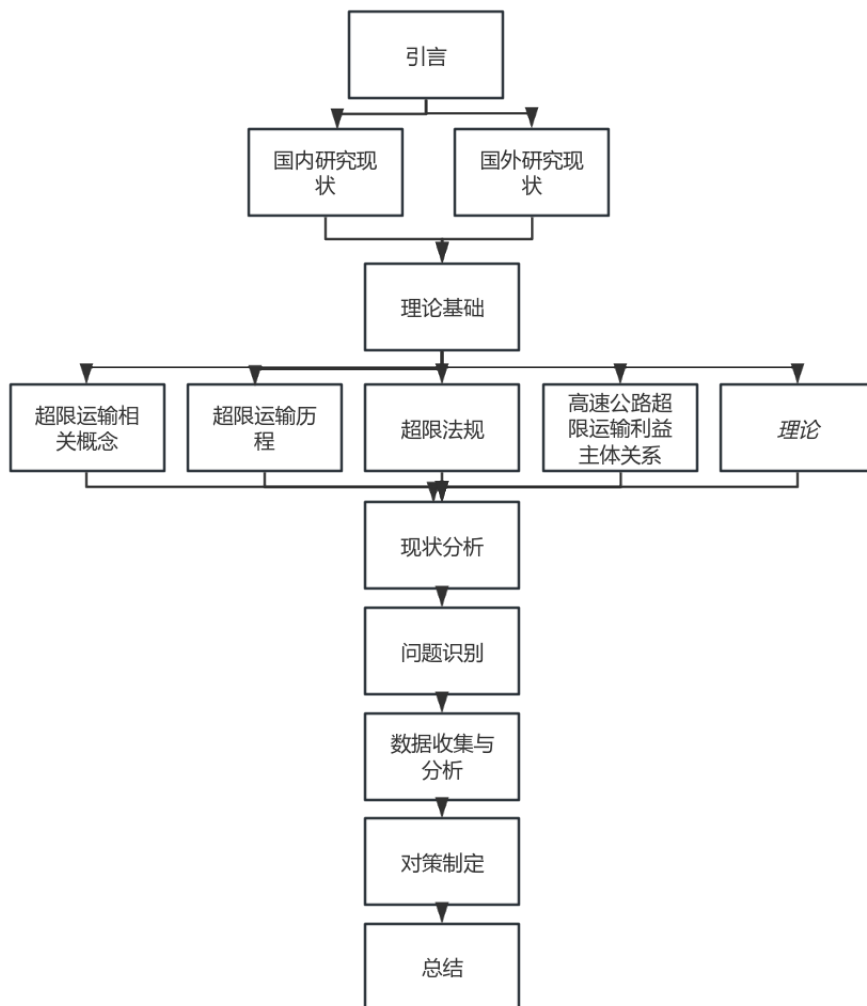 引言
国内研究现
状
国外研究现
状
理论基础
超限运输相
关概念
超限运输历
程
超限法规
高速公路超
限运输利益
主体关系
理论
现状分析
问题识别
数据收集与
分析
对策制定
总结